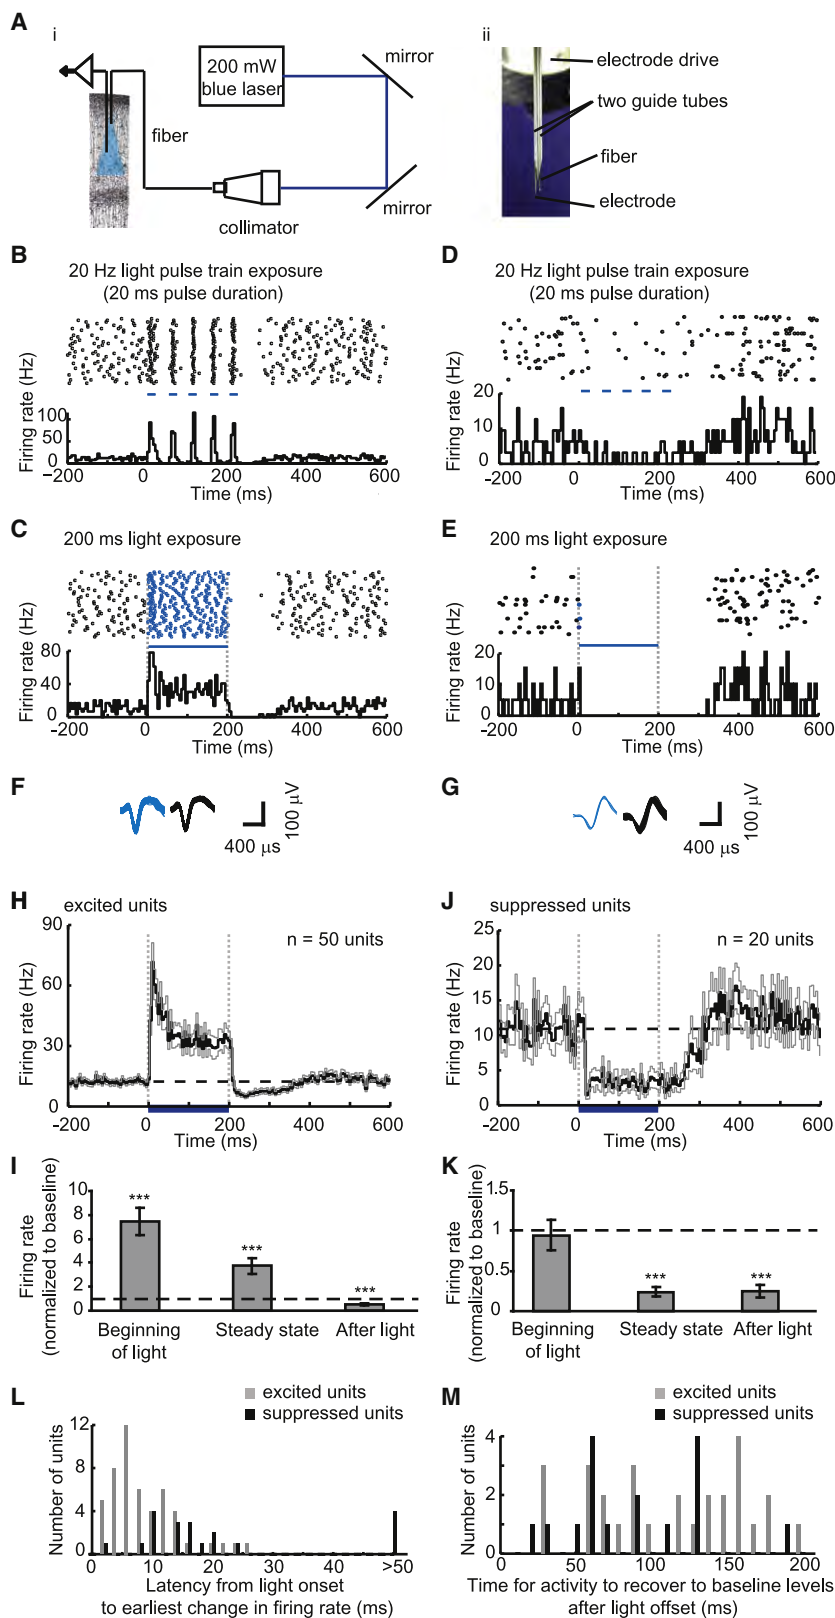 A
i
200 mW
blue laser
mirror
fiber
collimator
mirror
ii
electrode drive
two guide tubes
fiber
electrode
B
20 Hz light pulse train exposure
(20 ms pulse duration)
Firing rate (Hz)
100
50
0
−200 0 200 400 600
Time (ms)
D
20 Hz light pulse train exposure
(20 ms pulse duration)
Firing rate (Hz)
20
10
0
-200 0 200 400 600
Time (ms)
C
200 ms light exposure
Firing rate (Hz)
80
40
0
-200 0 200 400 600
Time (ms)
E
200 ms light exposure
Firing rate (Hz)
20
10
0
-200 0 200 400 600
Time (ms)
F
400 µs
100 µV
G
400 µs
100 µV
H
excited units
n = 50 units
Firing rate (Hz)
90
60
30
0
-200 0 200 400 600
Time (ms)
J
suppressed units
n = 20 units
Firing rate (Hz)
25
20
15
10
5
0
-200 0 200 400 600
Time (ms)
I
Firing rate
(normalized to baseline)
10
8
6
4
2
0
***
***
***
Beginning
of light
Steady state
After light
K
Firing rate
(normalized to baseline)
1.5
1
0.5
0
***
***
Beginning
of light
Steady state
After light
L
excited units
suppressed units
Number of units
12
8
4
0
0 10 20 30 40 >50
Latency from light onset
to earliest change in firing rate (ms)
M
excited units
suppressed units
Number of units
4
2
0
0 50 100 150 200
Time for activity to recover to baseline levels
after light offset (ms)